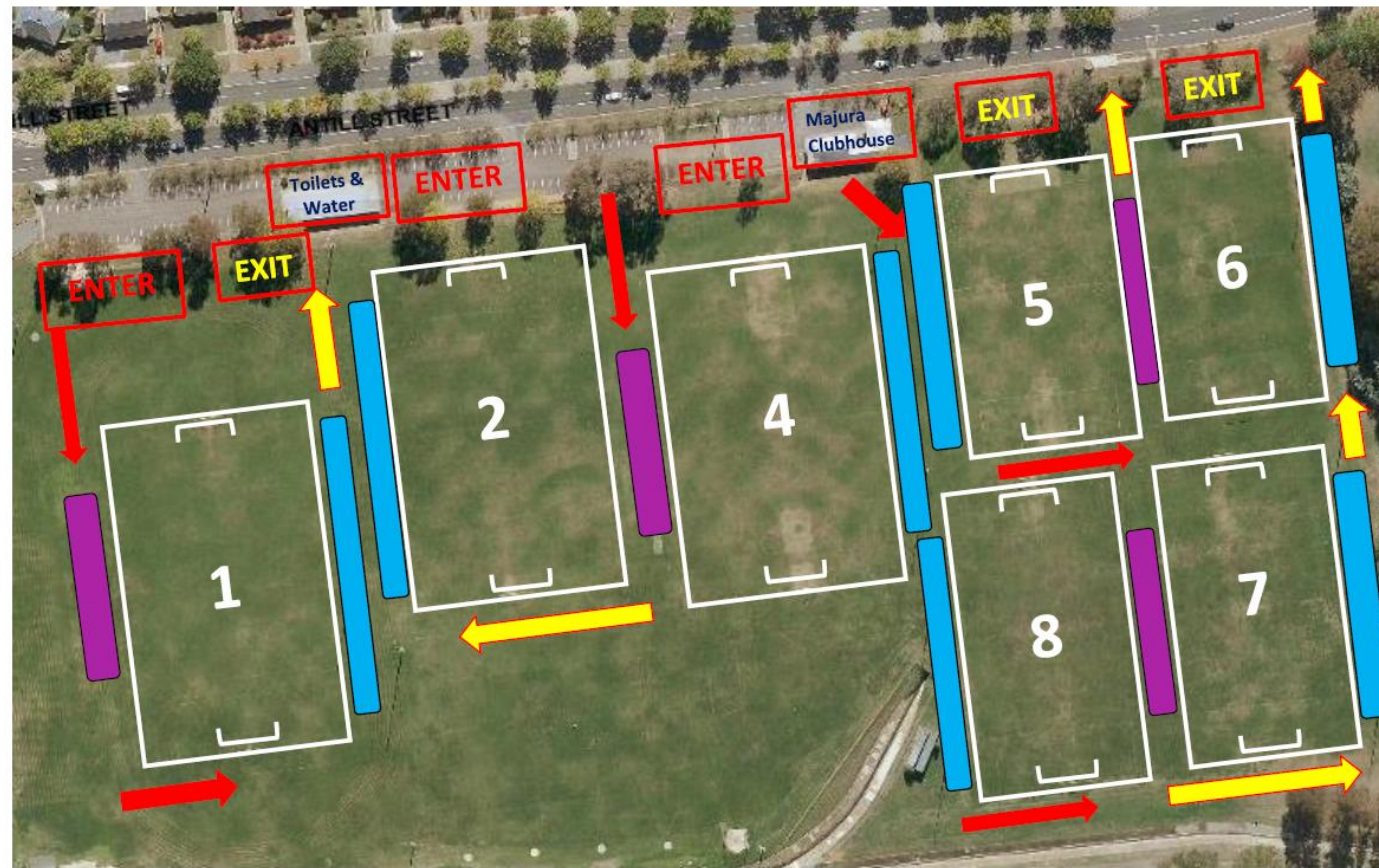 ILL STREET
ANTILL STREET
Toilets &
Water
ENTER
ENTER
Majura
Clubhouse
EXIT
EXIT
ENTER
EXIT
1
2
4
5
6
8
7